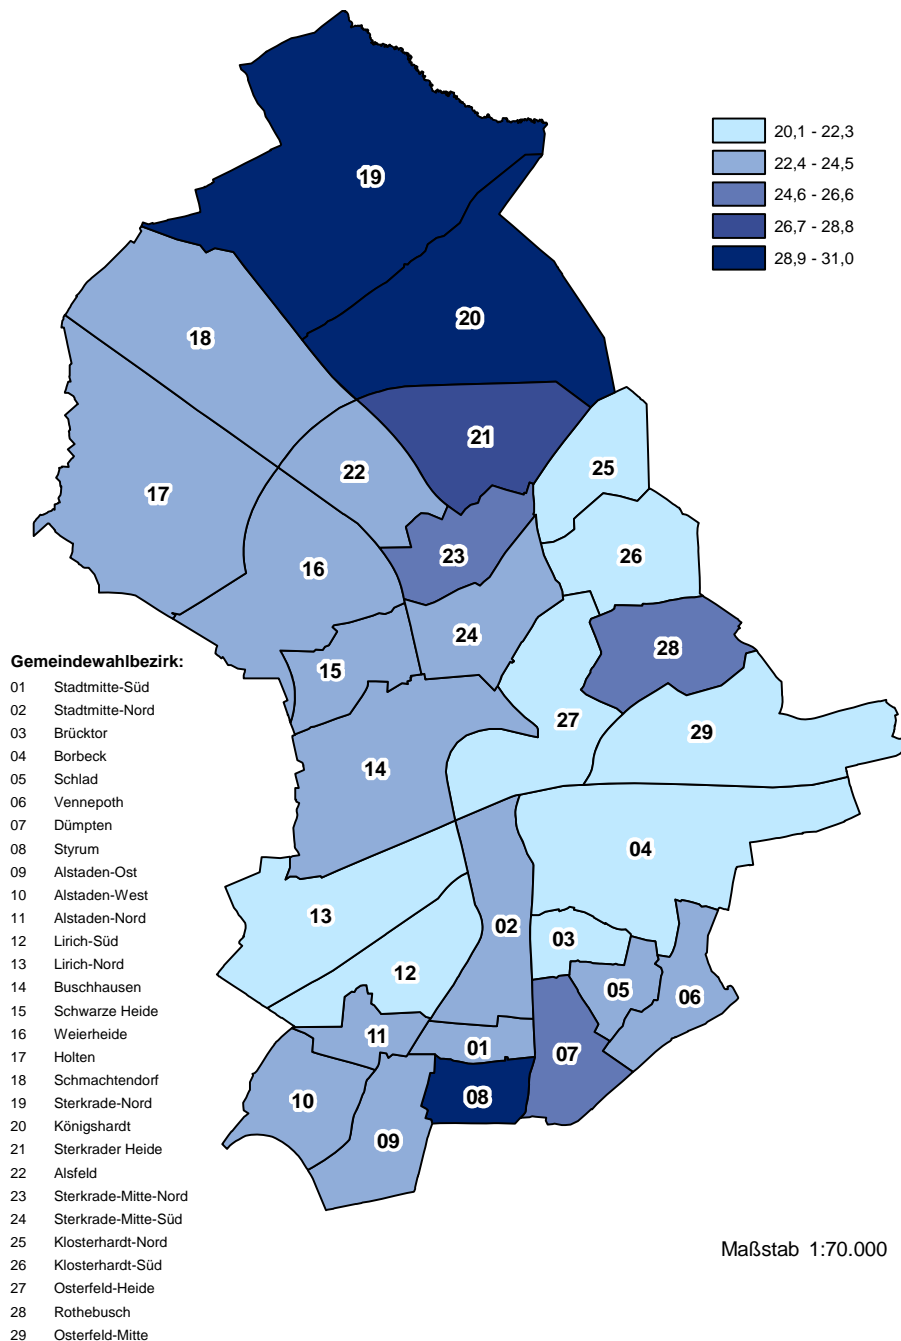 19
20,1 - 22,3
22,4 - 24,5
24,6 - 26,6
26,7 - 28,8
28,9 - 31,0
20
18
21
22
25
17
23
26
16
24
28
15
27
29
14
04
13
02
03
12
05
06
11
01
07
08
10
09
Gemeindewahlbezirk:
01 Stadtmitte-Süd
02 Stadtmitte-Nord
03 Brücktor
04 Borbeck
05 Schlad
06 Vennepoth
07 Dümpten
08 Styrum
09 Alstaden-Ost
10 Alstaden-West
11 Alstaden-Nord
12 Lirich-Süd
13 Lirich-Nord
14 Buschhausen
15 Schwarze Heide
16 Weierheide
17 Holten
18 Schmachtendorf
19 Sterkrade-Nord
20 Königshardt
21 Sterkrader Heide
22 Alsfeld
23 Sterkrade-Mitte-Nord
24 Sterkrade-Mitte-Süd
25 Klosterhardt-Nord
26 Klosterhardt-Süd
27 Osterfeld-Heide
28 Rothebusch
29 Osterfeld-Mitte
Maßstab 1:70.000